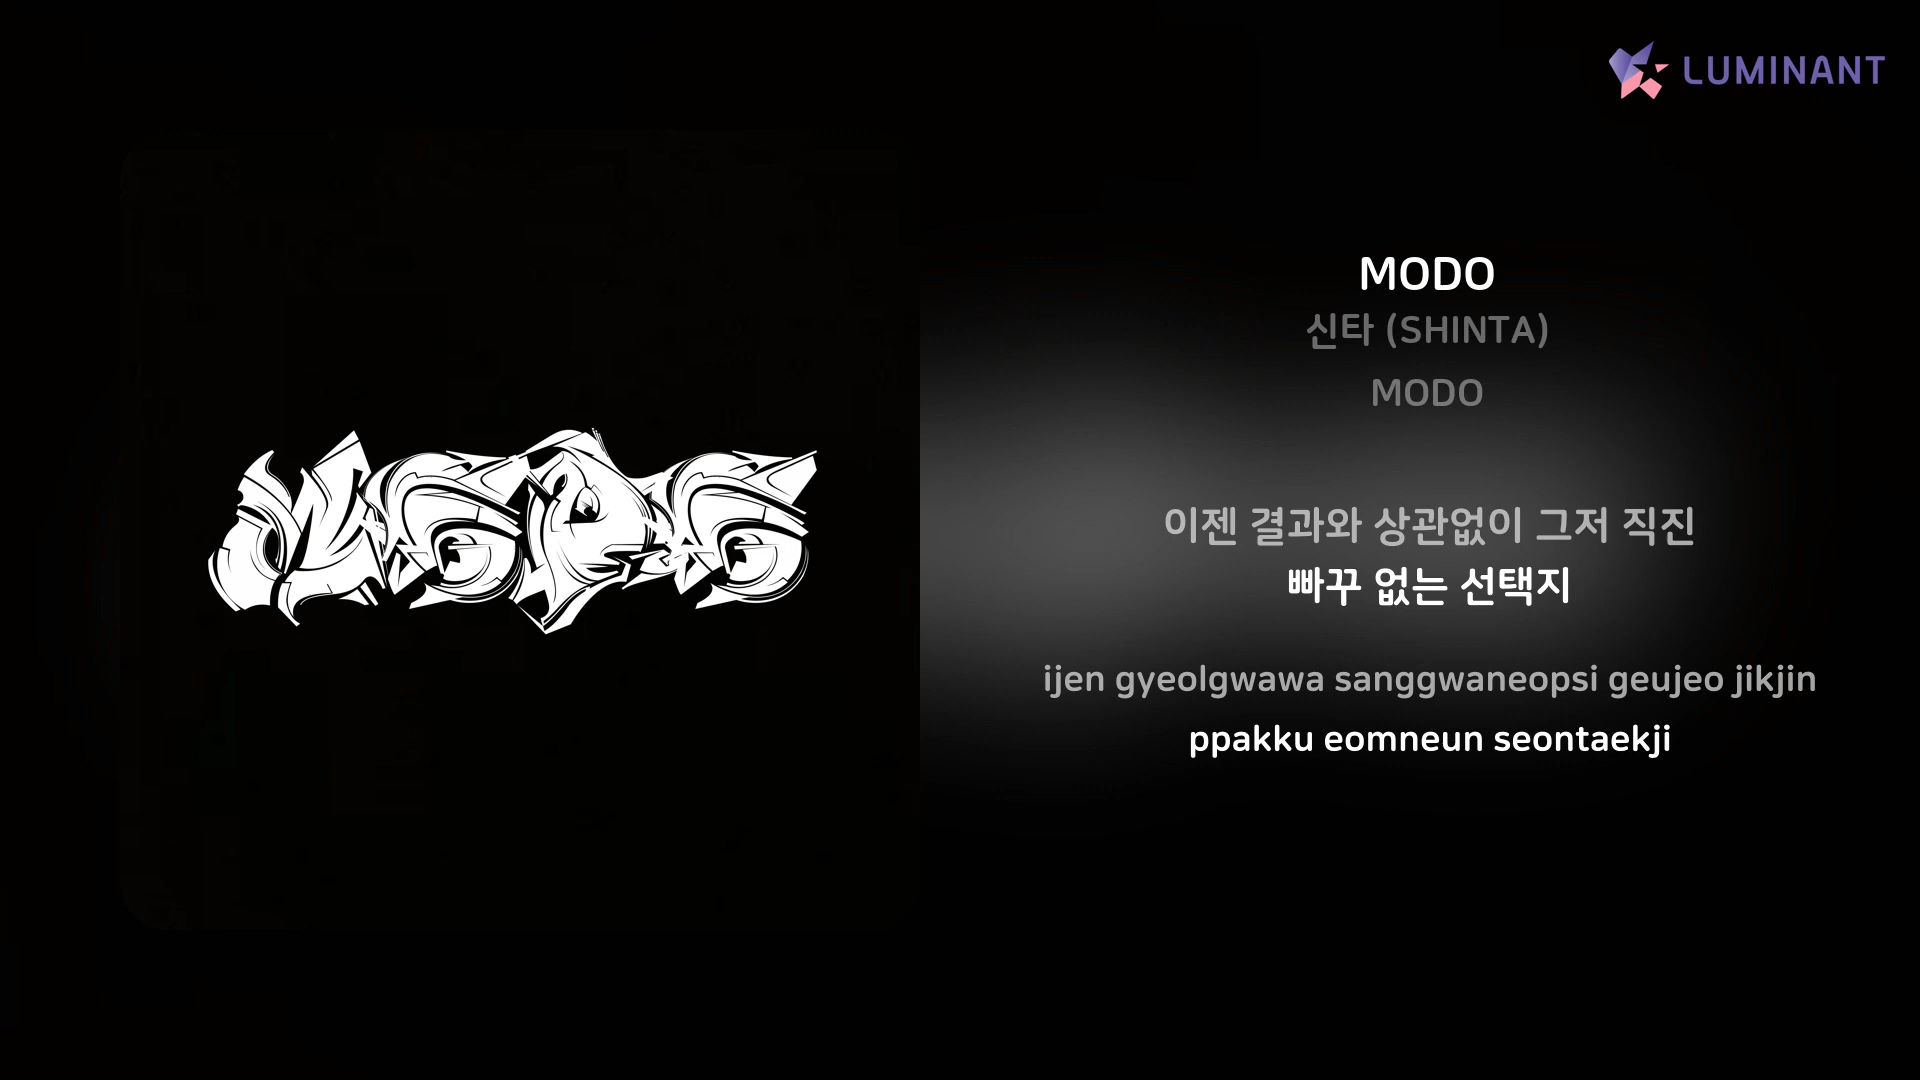 LUMINANT
MODO
신타 (SHINTA)
MODO
이젠 결과와 상관없이 그저 직진
빠꾸 없는 선택지
ijen gyeolgwawa sanggwaneopsi geujeo jikjin
ppakku eomneun seontaekji